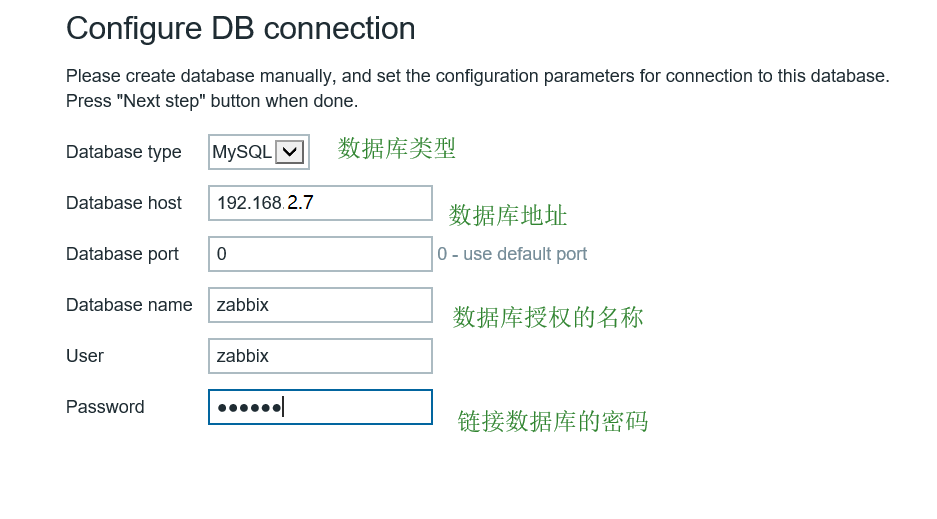 Configure DB connection
Please create database manually, and set the configuration parameters for connection to this database.
Press "Next step" button when done.
Database type MySQL 数据库类型
Database host 192.168.2.7 数据库地址
Database port 0 0 - use default port
Database name zabbix 数据库授权的名称
User zabbix
Password ●●●●●● 链接数据库的密码